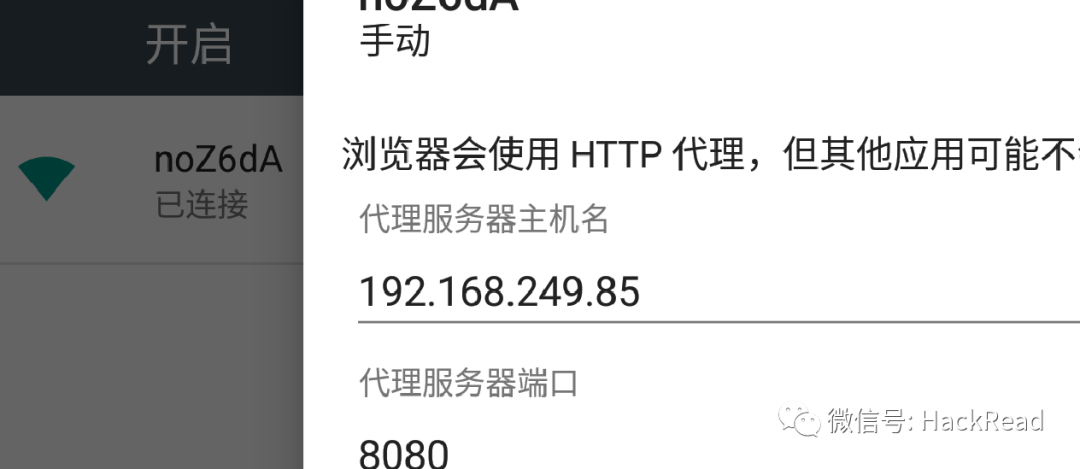 开启
noZ6dA
已连接
noZ6dA
手动
浏览器会使用 HTTP 代理，但其他应用可能不
代理服务器主机名
192.168.249.85
代理服务器端口
8080
微信号: HackRead